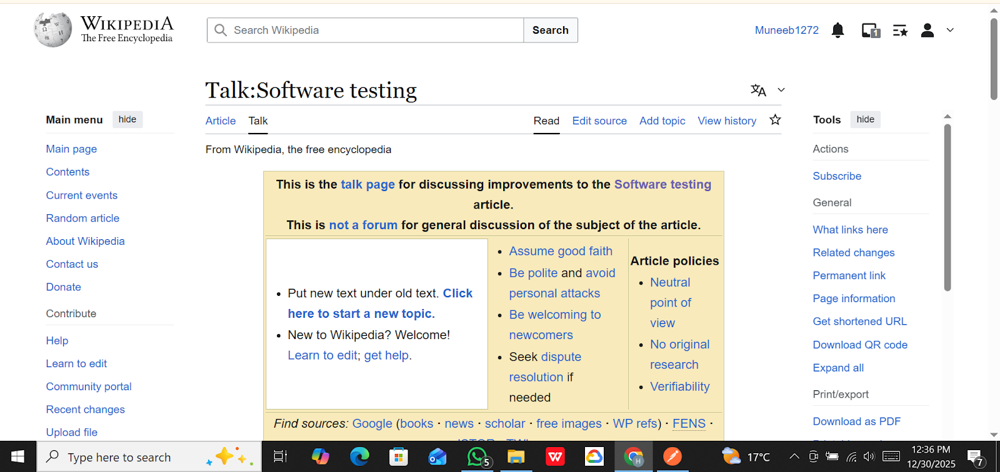 WIKIPEDIA
The Free Encyclopedia
Search Wikipedia
Search
Muneeb1272
1
Talk:Software testing
Main menu
hide
Article
Talk
Read
Edit source
Add topic
View history
Tools
hide
From Wikipedia, the free encyclopedia
Main page
Contents
Current events
Random article
About Wikipedia
Contact us
Donate
Contribute
Help
Learn to edit
Community portal
Recent changes
Upload file
This is the talk page for discussing improvements to the Software testing
article.
This is not a forum for general discussion of the subject of the article.
Put new text under old text. Click
here to start a new topic.
New to Wikipedia? Welcome!
Learn to edit; get help.
Assume good faith
Be polite and avoid
personal attacks
Be welcoming to
newcomers
Seek dispute
resolution if
needed
Article policies
Neutral
point of
view
No original
research
Verifiability
Find sources: Google (books · news · scholar · free images · WP refs) · FENS ·
Actions
Subscribe
General
What links here
Related changes
Permanent link
Page information
Get shortened URL
Download QR code
Expand all
Print/export
Download as PDF
Type here to search
5
17°C
12:36 PM
12/30/2025
7